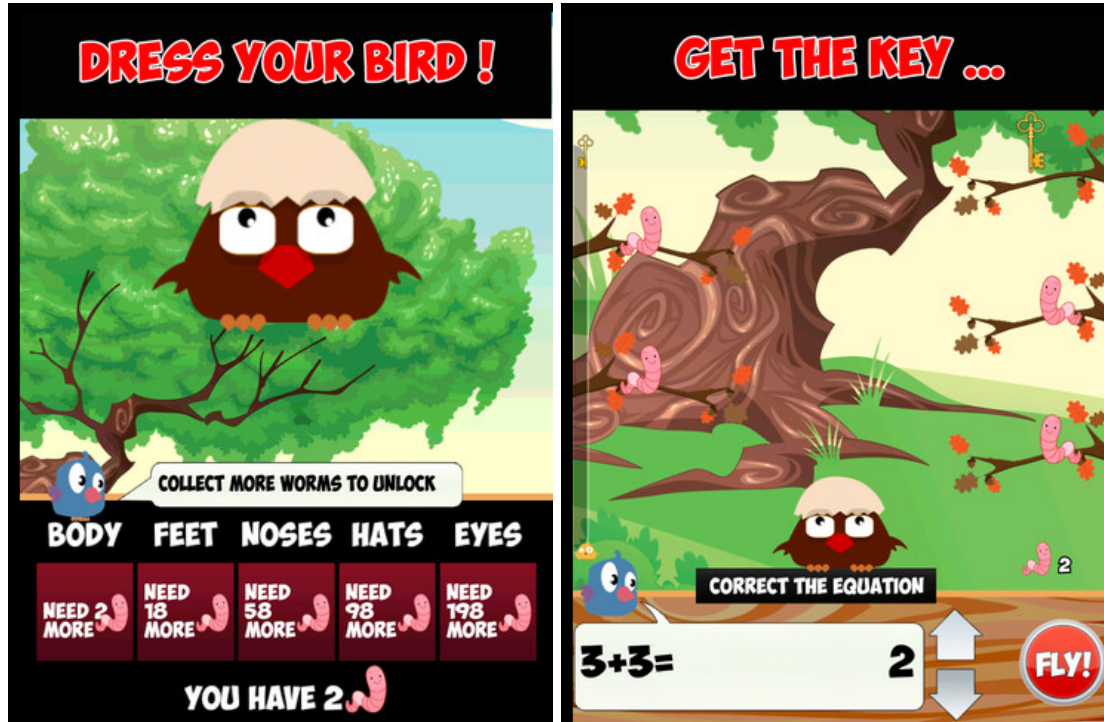 DRESS YOUR BIRD !
COLLECT MORE WORMS TO UNLOCK
BODY FEET NOSES HATS EYES
NEED 2
MORE
NEED
18
MORE
NEED
58
MORE
NEED
98
MORE
NEED
198
MORE
YOU HAVE 2
GET THE KEY ...
2
CORRECT THE EQUATION
3+3= 2
FLY!